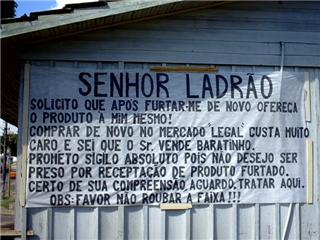 SENHOR LADRÃO
SOLICITO QUE APÓS FURTAR-ME DE NOVO OFEREÇA
O PRODUTO A MIM MESMO!
COMPRAR DE NOVO NO MERCADO "LEGAL" CUSTA MUITO
CARO, E SEI QUE O Sr. VENDE BARATINHO.
PROMETO SIGILO ABSOLUTO POIS NÃO DESEJO SER
PRESO POR RECEPTAÇÃO DE PRODUTO FURTADO.
CERTO DE SUA COMPREENSÃO, AGUARDO. TRATAR AQUI.
OBS: FAVOR NÃO ROUBAR A FAIXA!!!